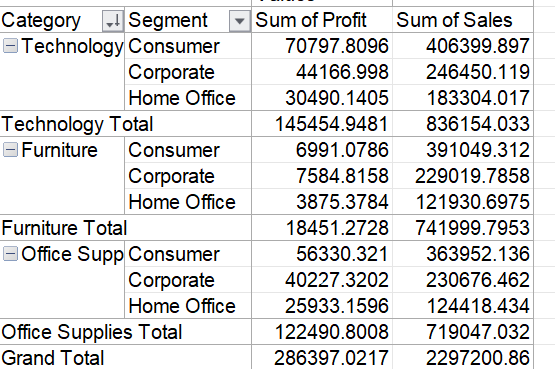 Values
Category Segment Sum of Profit Sum of Sales
Technology Consumer 70797.8096 406399.897
Corporate 44166.998 246450.119
Home Office 30490.1405 183304.017
Technology Total 145454.9481 836154.033
Furniture Consumer 6991.0786 391049.312
Corporate 7584.8158 229019.7858
Home Office 3875.3784 121930.6975
Furniture Total 18451.2728 741999.7953
Office Supp Consumer 56330.321 363952.136
Corporate 40227.3202 230676.462
Home Office 25933.1596 124418.434
Office Supplies Total 122490.8008 719047.032
Grand Total 286397.0217 2297200.86